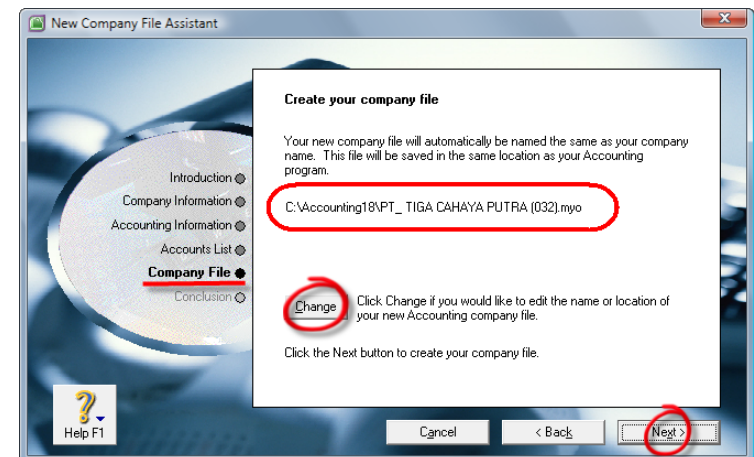 New Company File Assistant
Create your company file
Your new company file will automatically be named the same as your company
name. This file will be saved in the same location as your Accounting
program.
C:\Accounting18\PT_ TIGA CAHAYA PUTRA (032).myo
Introduction
Company Information
Accounting Information
Accounts List
Company File
Conclusion
Change
Click Change if you would like to edit the name or location of
your new Accounting company file.
Click the Next button to create your company file.
Help F1
Cancel
< Back
Next >